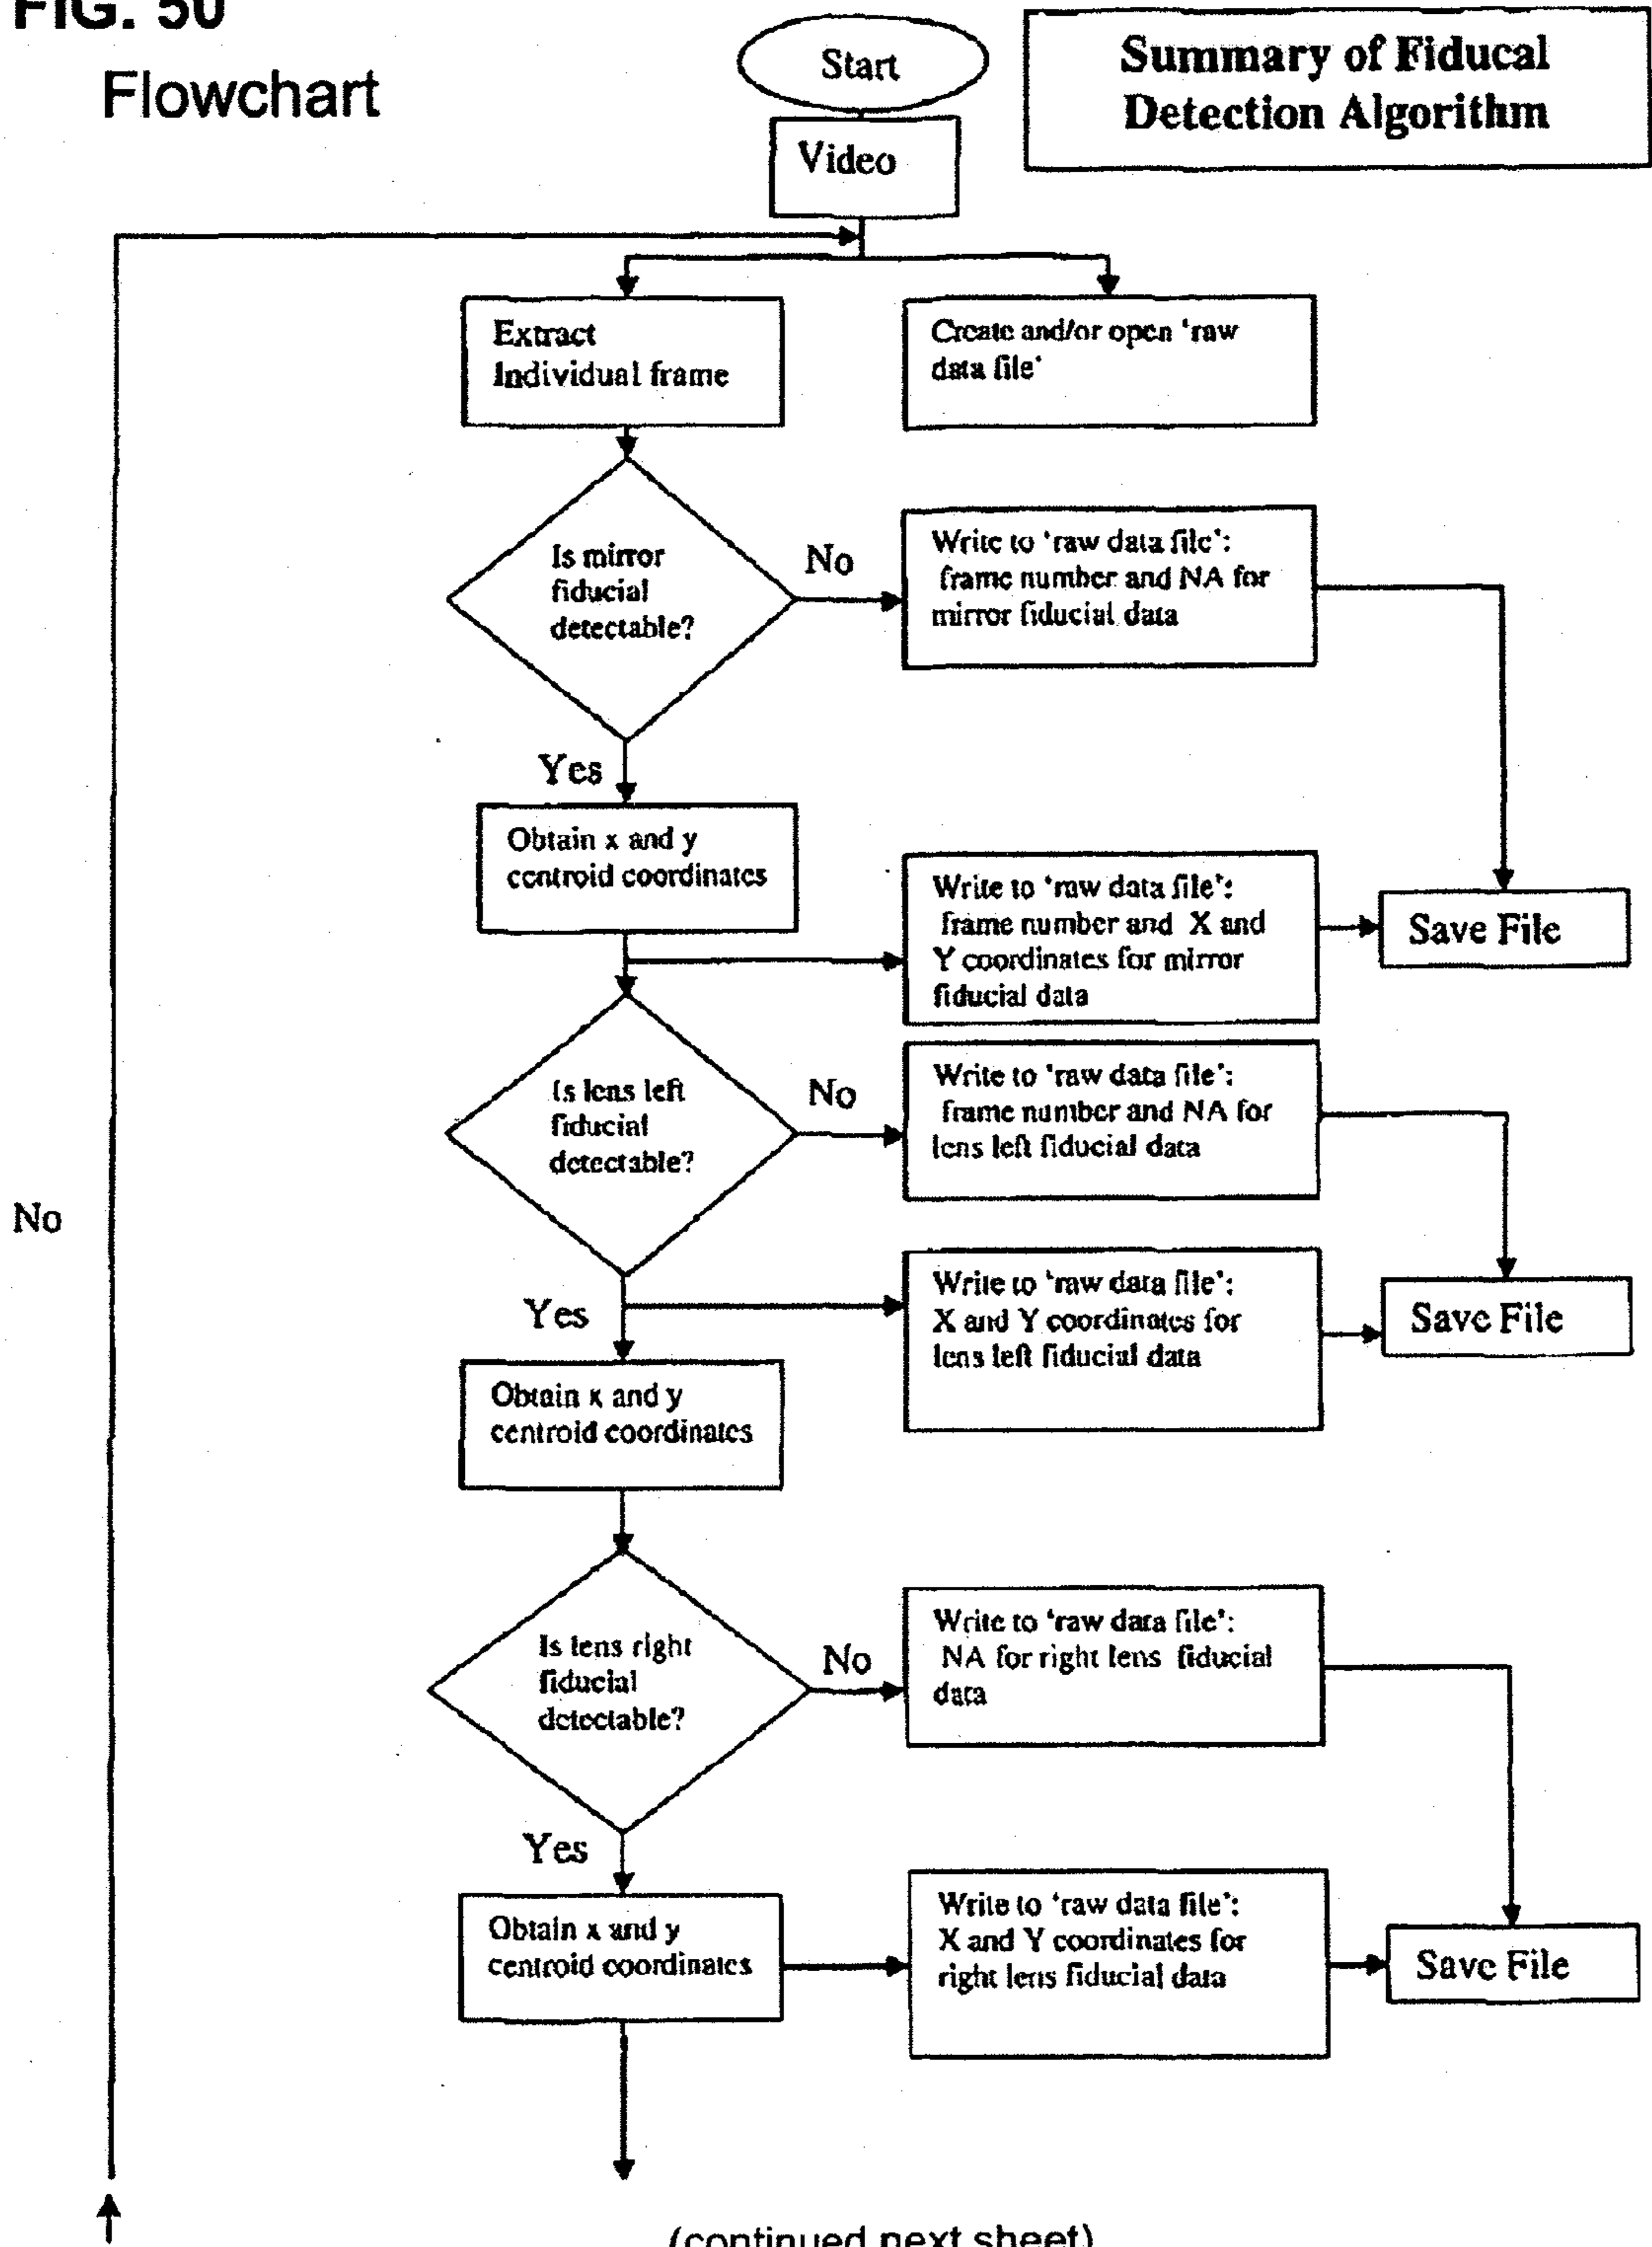 FIG. 50
Flowchart
Start
Summary of Fiducal
Detection Algorithm
Video
Extract
Individual frame
Create and/or open ‘raw
data file’
Is mirror
fiducial
detectable?
No
Write to ‘raw data file’:
frame number and NA for
mirror fiducial data
Yes
Obtain x and y
centroid coordinates
Write to ‘raw data file’:
frame number and X and
Y coordinates for mirror
fiducial data
Save File
Is lens left
fiducial
detectable?
No
Write to ‘raw data file’:
frame number and NA for
lens left fiducial data
No
Yes
Write to ‘raw data file’:
X and Y coordinates for
lens left fiducial data
Save File
Obtain x and y
centroid coordinates
Is lens right
fiducial
detectable?
No
Write to ‘raw data file’:
NA for right lens fiducial
data
Yes
Obtain x and y
centroid coordinates
Write to ‘raw data file’:
X and Y coordinates for
right lens fiducial data
Save File
(continued next sheet)